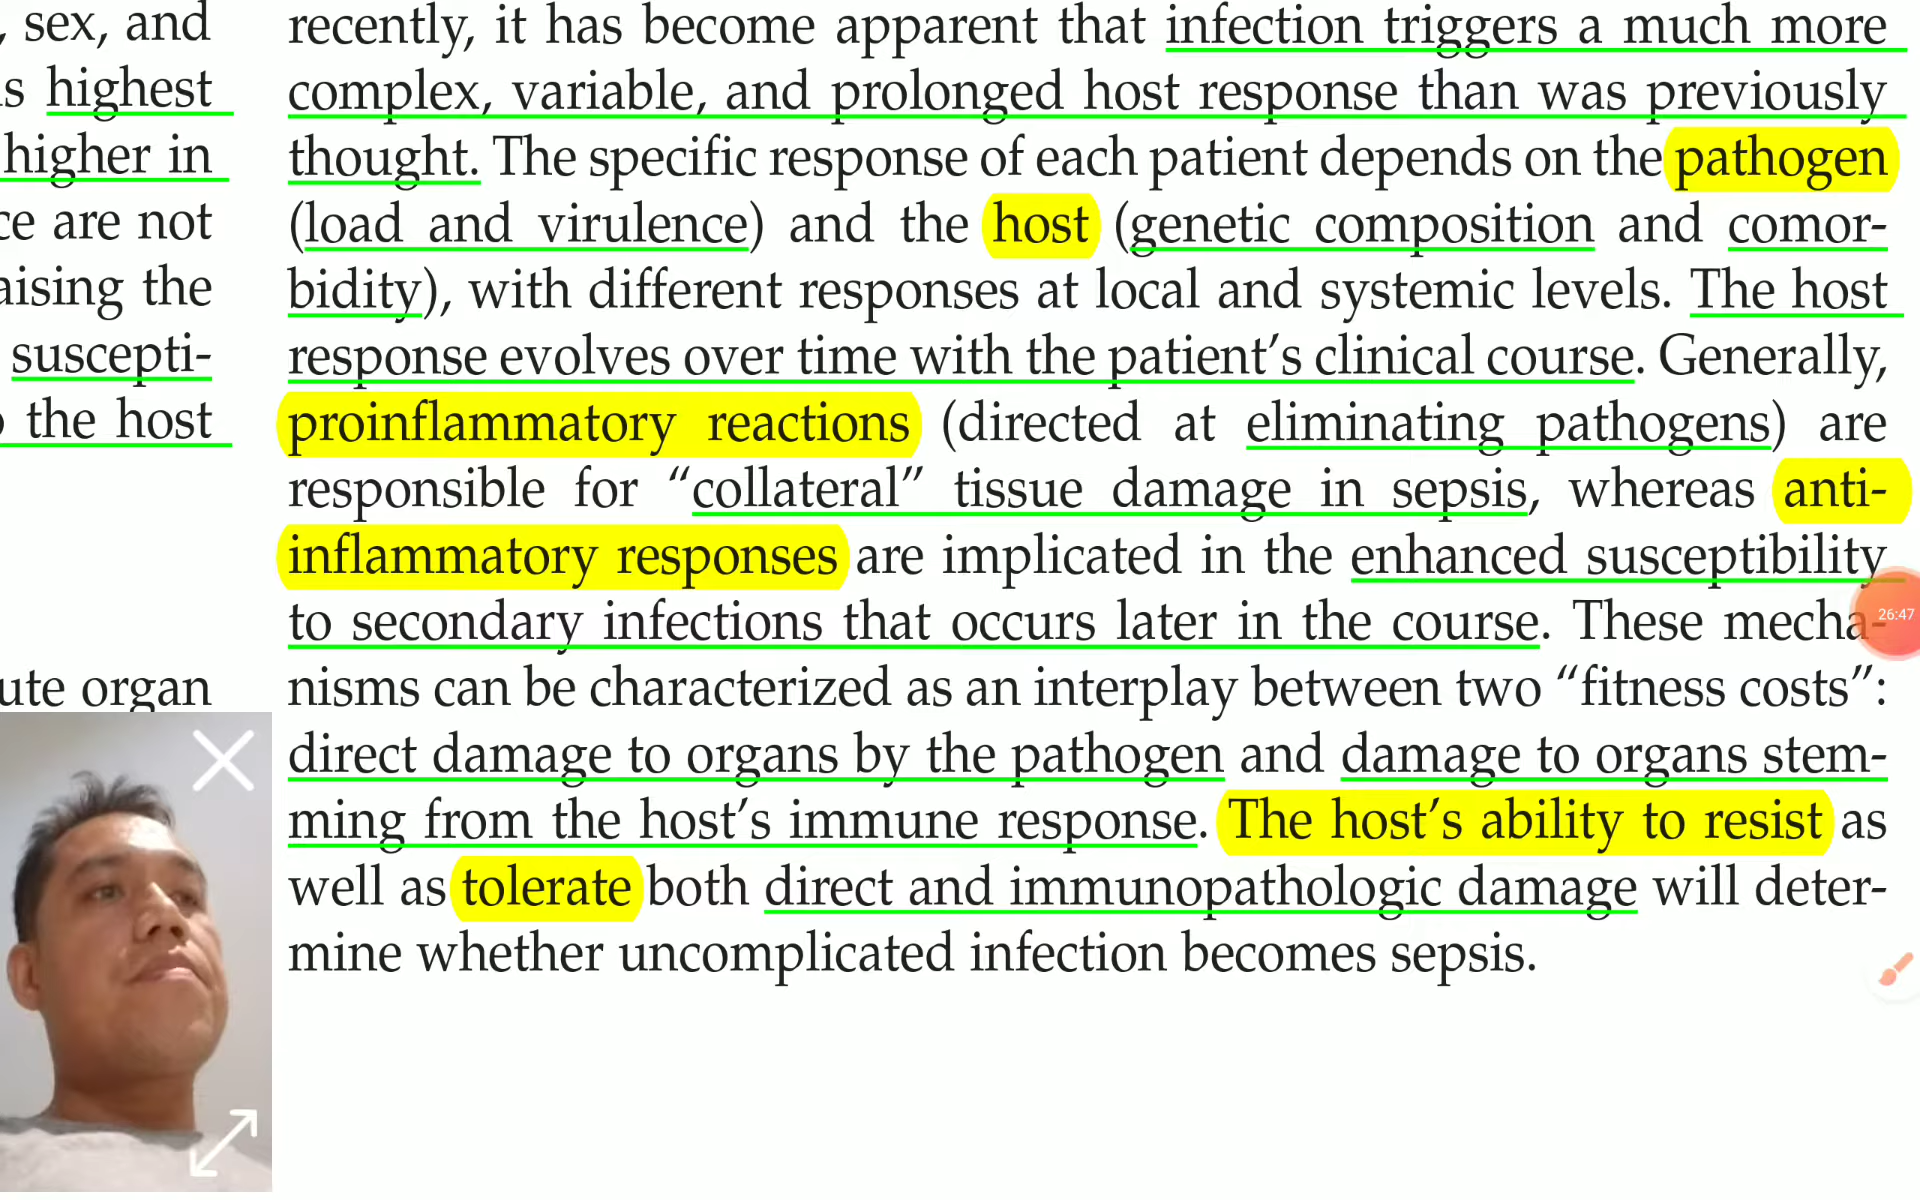 , sex, and
s highest
higher in
ce are not
aising the
suscepti-
o the host
ute organ
recently, it has become apparent that infection triggers a much more
complex, variable, and prolonged host response than was previously
thought. The specific response of each patient depends on the pathogen
(load and virulence) and the host (genetic composition and comor-
bidity), with different responses at local and systemic levels. The host
response evolves over time with the patient’s clinical course. Generally,
proinflammatory reactions (directed at eliminating pathogens) are
responsible for “collateral” tissue damage in sepsis, whereas anti-
inflammatory responses are implicated in the enhanced susceptibility
to secondary infections that occurs later in the course. These mecha-
nisms can be characterized as an interplay between two “fitness costs”:
direct damage to organs by the pathogen and damage to organs stem-
ming from the host’s immune response. The host’s ability to resist as
well as tolerate both direct and immunopathologic damage will deter-
mine whether uncomplicated infection becomes sepsis.
26:47